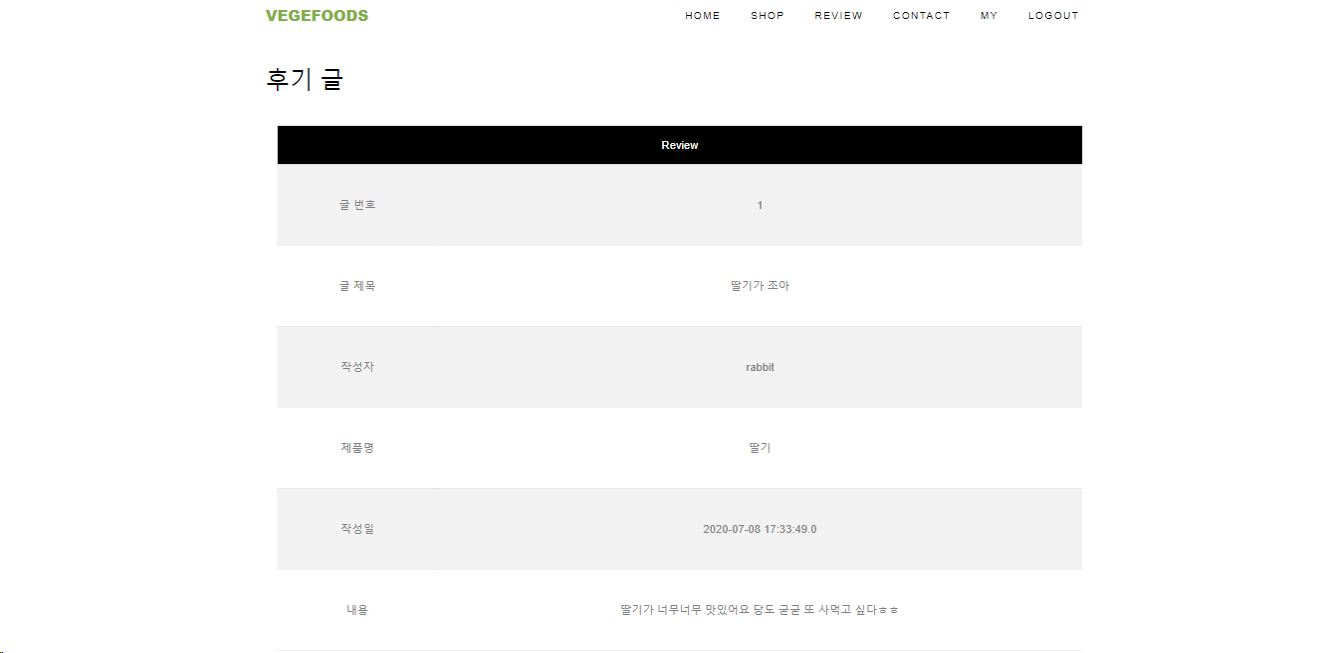 VEGEFOODS HOME SHOP REVIEW CONTACT MY LOGOUT
후기 글
Review
글 번호 1
글 제목 딸기가 조아
작성자 rabbit
제품명 딸기
작성일 2020-07-08 17:33:49.0
내용 딸기가 너무너무 맛있어요 당도 굳굳 또 사먹고 싶다ㅎㅎ